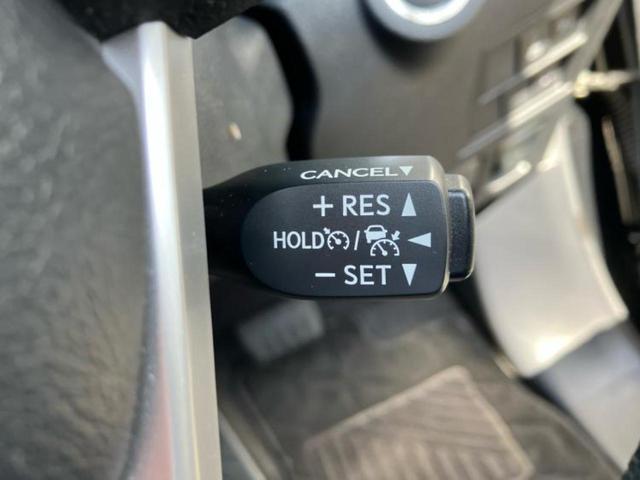 CANCEL▼
+ RES ▲
HOLD / ◄
− SET ▼